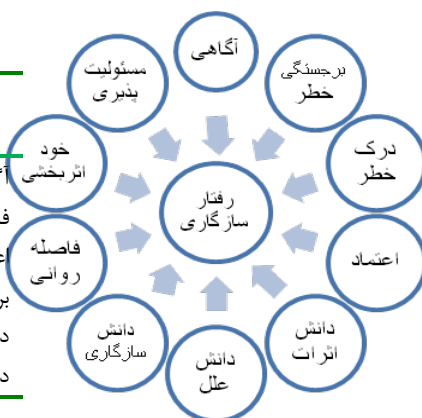 آگاهی
برجستگی
خطر
درک
خطر
اعتماد
دانش
اثرات
دانش
علل
دانش
سازگاری
فاصله
روانی
خود
اثربخشی
مسئولیت
پذیری
رفتار
سازگاری